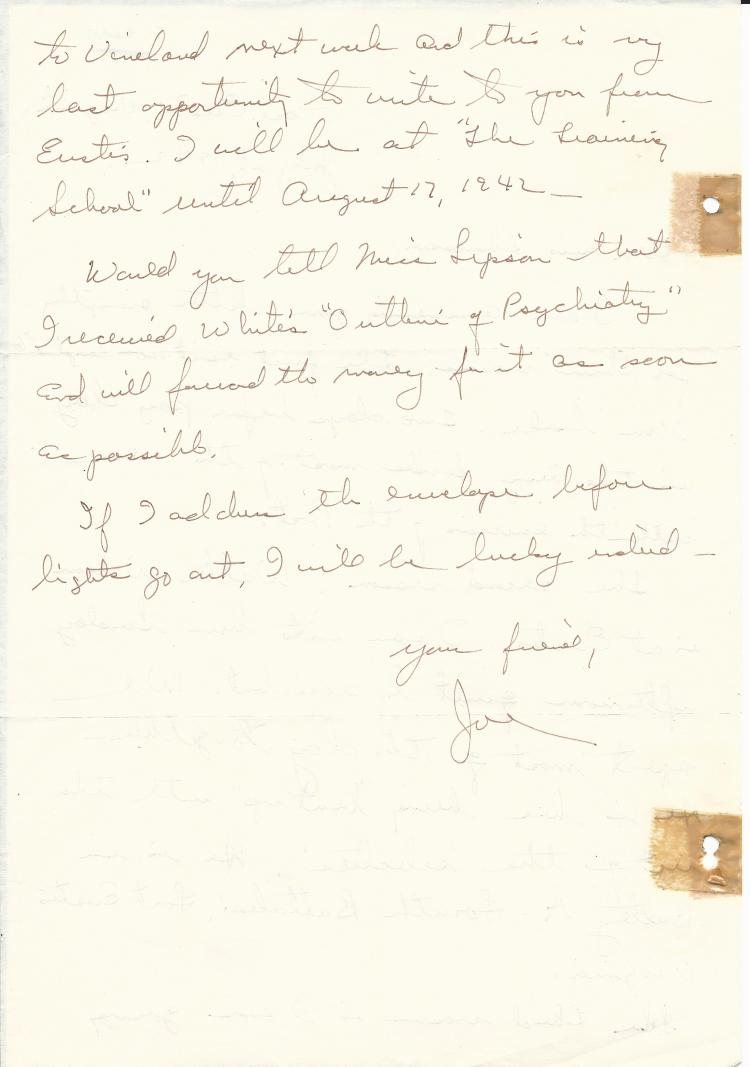 to Vineland next week and this is my
last opportunity to write to you from
Eustis. I will be at "The Training
School" until August 17, 1942 —
Would you tell Miss Lipson that
I received White's "Outline of Psychiatry"
and will forward the money for it as soon
as possible.
If I address the envelope before
lights go out, I will be lucky indeed —
your friend,
Joe